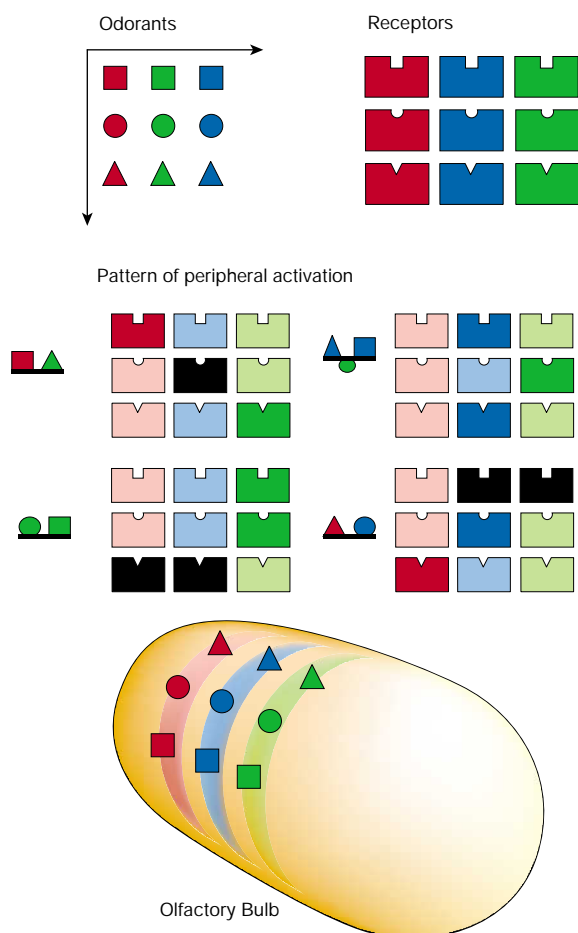 Odorants
Receptors
Pattern of peripheral activation
Olfactory Bulb